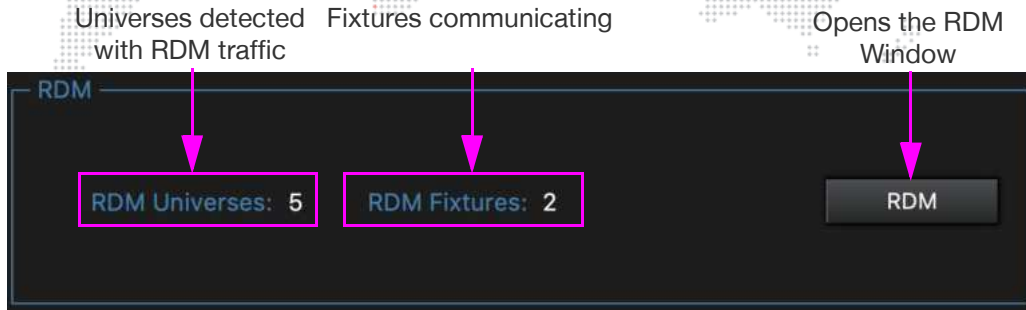 Universes detected
with RDM traffic
Fixtures communicating
Opens the RDM
Window
RDM
RDM Universes: 5
RDM Fixtures: 2
RDM